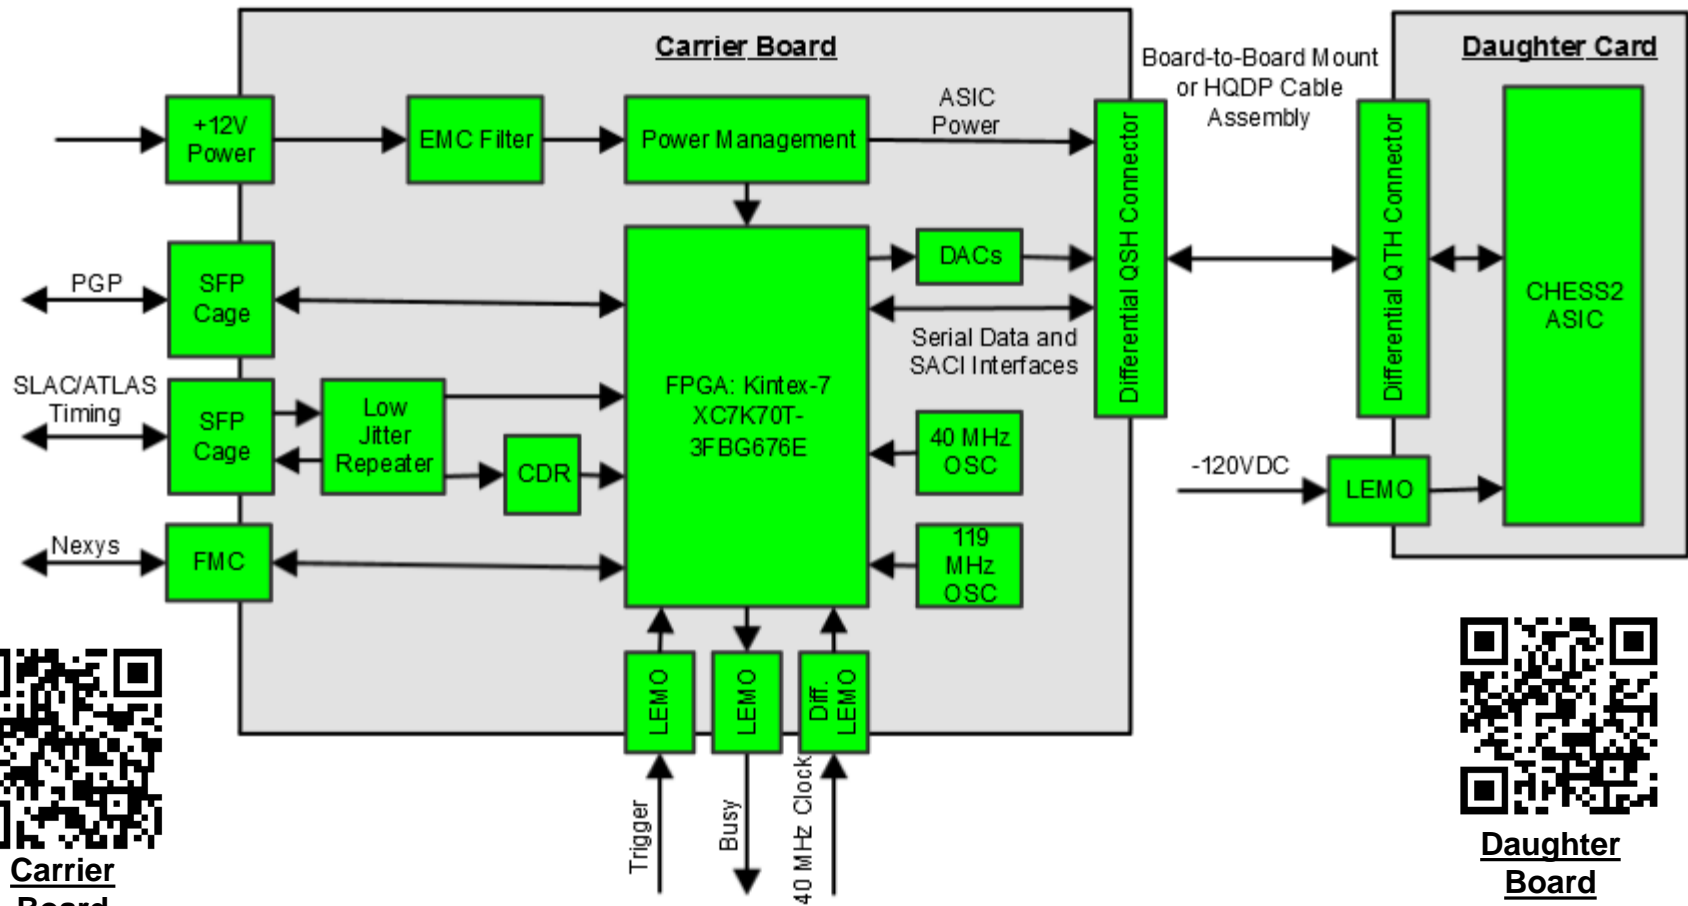 Carrier Board
Daughter Card
Board-to-Board Mount
or HQDP Cable
Assembly
+12V
Power
EMC Filter
Power Management
ASIC
Power
Differential QSH Connector
Differential QTH Connector
CHESS2
ASIC
PGP
SFP
Cage
DACs
Serial Data and
SACI Interfaces
SLAC/ATLAS
Timing
SFP
Cage
Low
Jitter
Repeater
CDR
FPGA: Kintex-7
XC7K70T-
3FBG676E
40 MHz
OSC
-120VDC
LEMO
Nexys
FMC
119
MHz
OSC
LEMO
LEMO
Diff.
LEMO
Trigger
Busy
40 MHz Clock
Carrier
Board
Daughter
Board